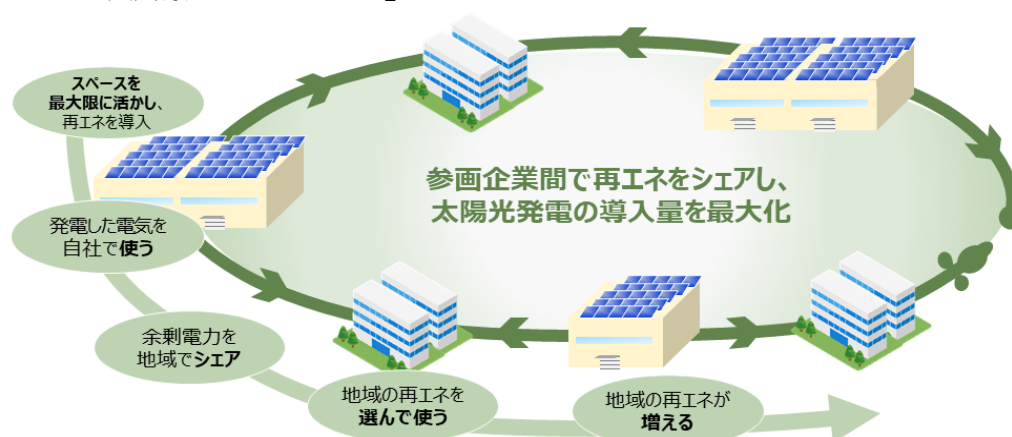 スペースを
最大限に活かし、
再エネを導入
発電した電気を
自社で使う
余剰電力を
地域でシェア
地域の再エネを
選んで使う
地域の再エネが
増える
参画企業間で再エネをシェアし、
太陽光発電の導入量を最大化